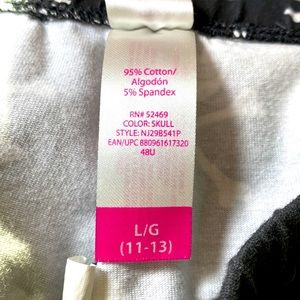 95% Cotton/
Algodón
5% Spandex
RN# 52469
COLOR: SKULL
STYLE: NJ29B541P
EAN/UPC 880961617320
48U
L/G
(11-13)